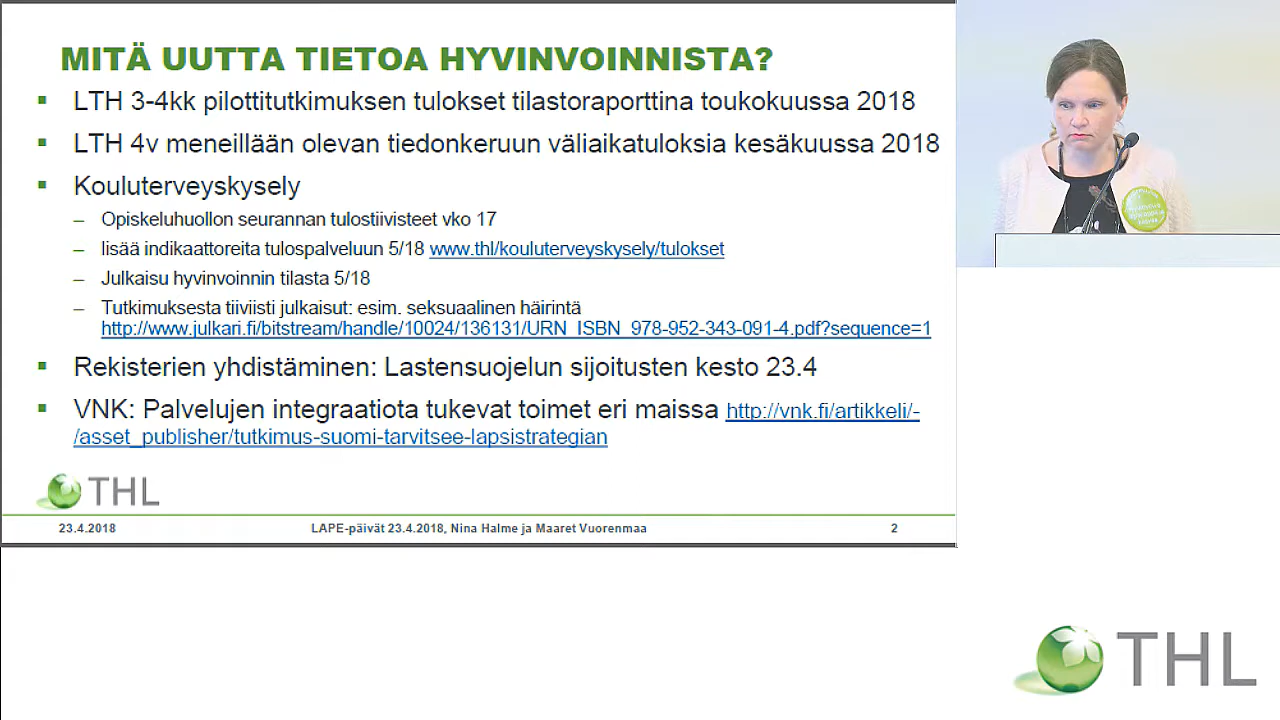 MITÄ UUTTA TIETOA HYVINVOINNISTA?
▪ LTH 3-4kk pilottitutkimuksen tulokset tilastoraporttina toukokuussa 2018
▪ LTH 4v meneillään olevan tiedonkeruun väliaikatuloksia kesäkuussa 2018
▪ Kouluterveyskysely
– Opiskeluhuollon seurannan tulostiivisteet vko 17
– lisää indikaattoreita tulospalveluun 5/18 www.thl/kouluterveyskysely/tulokset
– Julkaisu hyvinvoinnin tilasta 5/18
– Tutkimuksesta tiiviisti julkaisut: esim. seksuaalinen häirintä
http://www.julkari.fi/bitstream/handle/10024/136131/URN_ISBN_978-952-343-091-4.pdf?sequence=1
▪ Rekisterien yhdistäminen: Lastensuojelun sijoitusten kesto 23.4
▪ VNK: Palvelujen integraatiota tukevat toimet eri maissa http://vnk.fi/artikkeli/-
/asset_publisher/tutkimus-suomi-tarvitsee-lapsistrategian
THL
23.4.2018 LAPE-päivät 23.4.2018, Nina Halme ja Maaret Vuorenmaa 2
THL